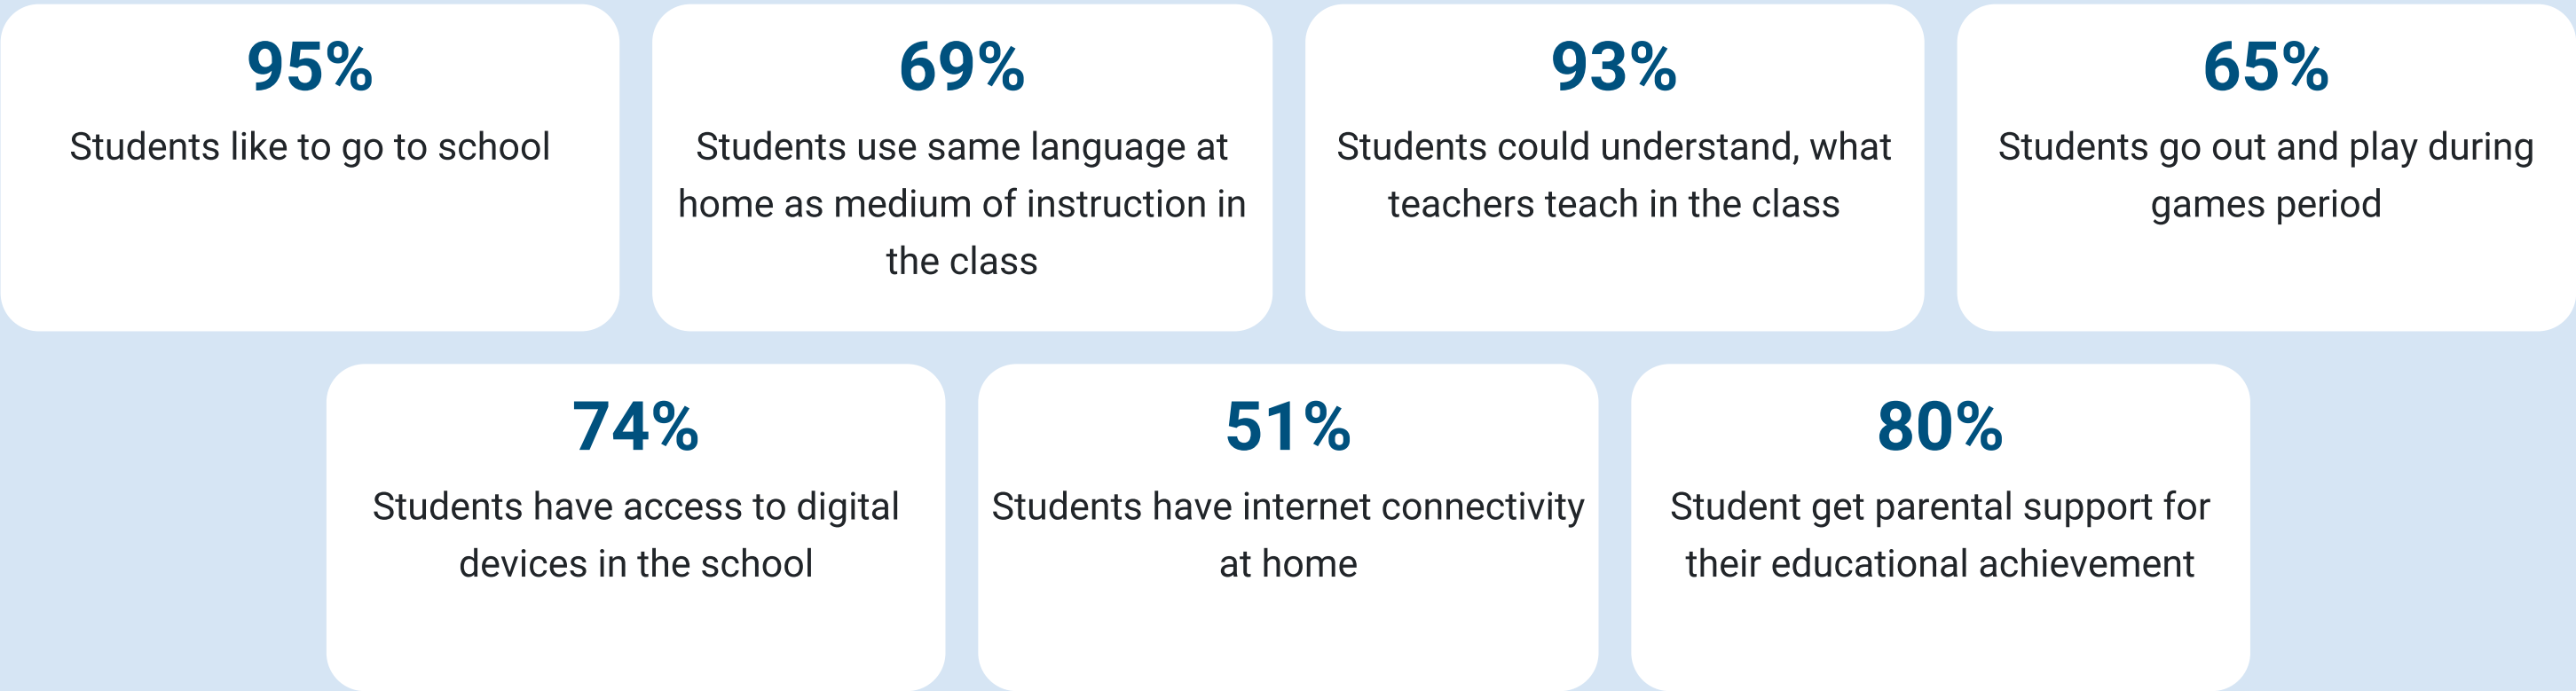 95%
Students like to go to school
69%
Students use same language at
home as medium of instruction in
the class
93%
Students could understand, what
teachers teach in the class
65%
Students go out and play during
games period
74%
Students have access to digital
devices in the school
51%
Students have internet connectivity
at home
80%
Student get parental support for
their educational achievement